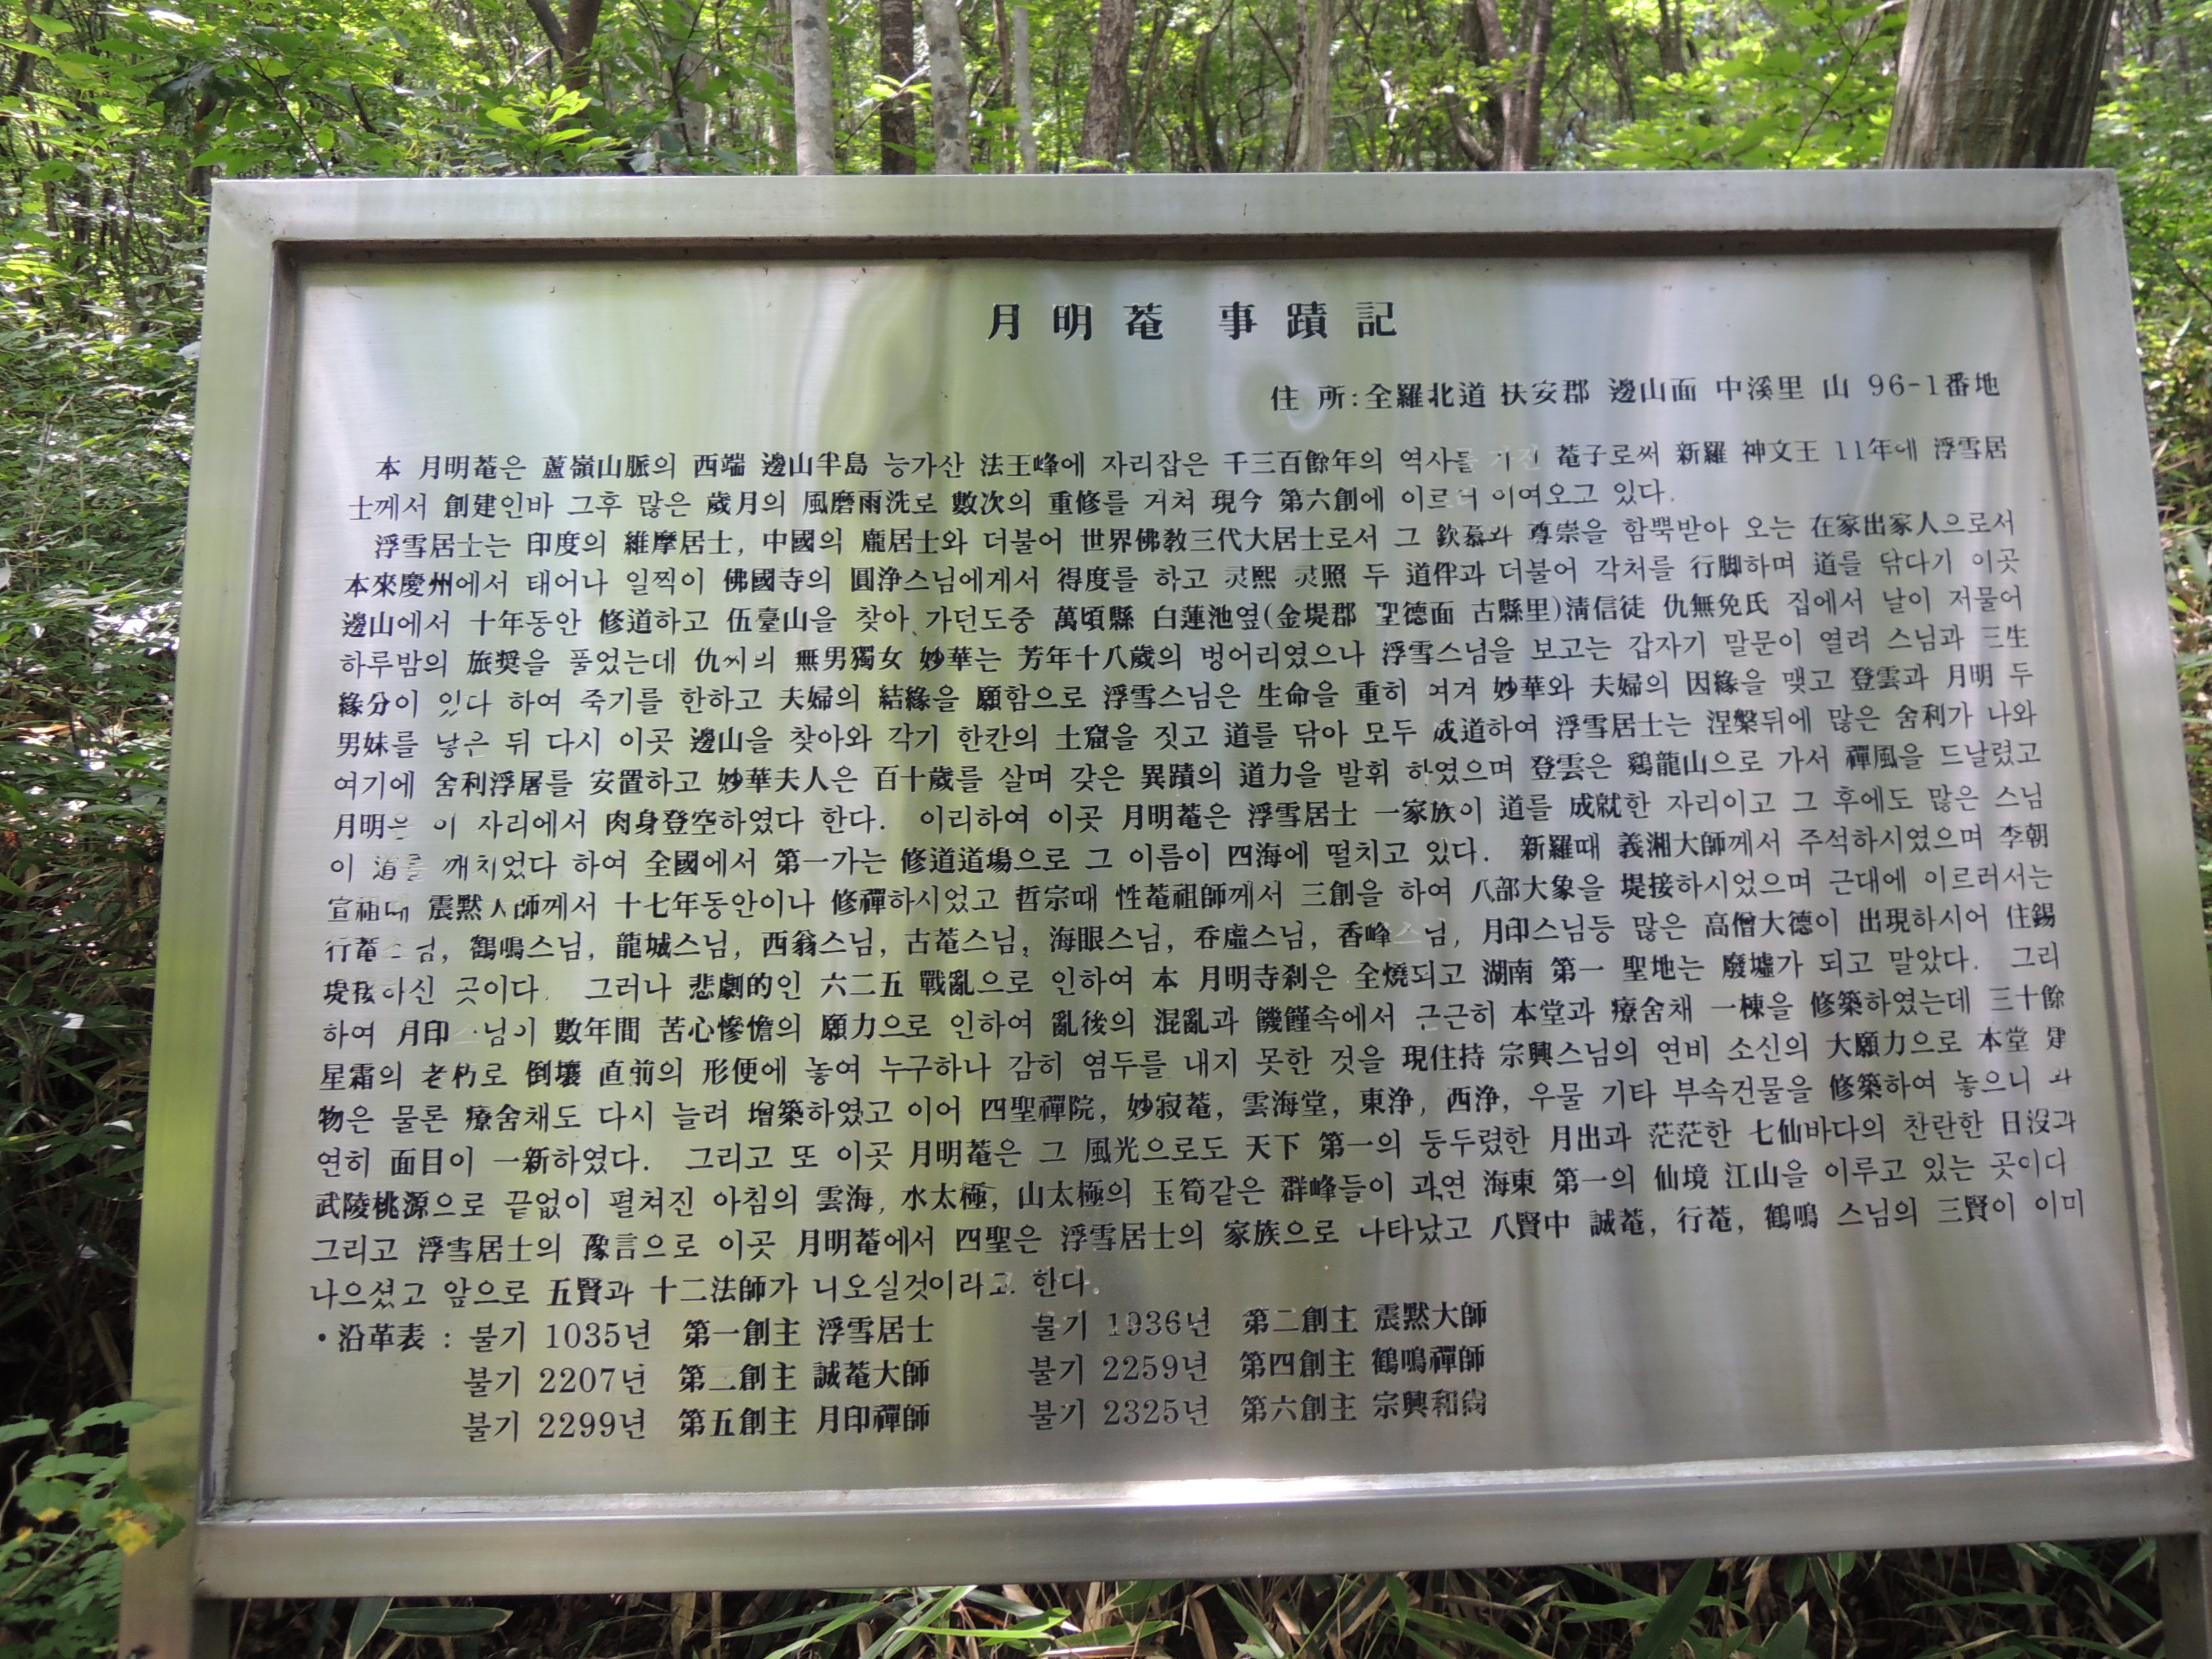 月明菴 事蹟記
住 所:全羅北道 扶安郡 邊山面 中溪里 山 96-1番地
本 月明菴은 蘆嶺山脈의 西端 邊山半島 능가산 法王峰에 자리잡은 千三百餘年의 역사를 가진 菴子로써 新羅 神文王 11年에 浮雪居
士께서 創建인바 그후 많은 歲月의 風磨雨洗로 數次의 重修를 거쳐 現今 第六創에 이르러 이여오고 있다.
浮雪居士는 印度의 維摩居士, 中國의 龐居士와 더불어 世界佛敎三代大居士로서 그 欽慕와 尊崇을 함뿍받아 오는 在家出家人으로서
本來慶州에서 태어나 일찍이 佛國寺의 圓浄스님에게서 得度를 하고 灵熙 灵照 두 道伴과 더불어 각처를 行脚하며 道를 닦다기 이곳
邊山에서 十年동안 修道하고 伍臺山을 찾아 가던도중 萬頃縣 白蓮池옆(金堤郡 聖德面 古縣里)淸信徒 仇無免氏 집에서 날이 저물어
하루밤의 旅奬을 풀었는데 仇씨의 無男獨女 妙華는 芳年十八歲의 벙어리였으나 浮雪스님을 보고는 갑자기 말문이 열려 스님과 三生
緣分이 있다 하여 죽기를 한하고 夫婦의 結緣을 願함으로 浮雪스님은 生命을 重히 여겨 妙華와 夫婦의 因緣을 맺고 登雲과 月明 두
男妹를 낳은 뒤 다시 이곳 邊山을 찾아와 각기 한칸의 土窟을 짓고 道를 닦아 모두 成道하여 浮雪居士는 涅槃뒤에 많은 舍利가 나와
여기에 舍利浮屠를 安置하고 妙華夫人은 百十歲를 살며 갖은 異蹟의 道力을 발휘 하였으며 登雲은 鷄龍山으로 가서 禪風을 드날렸고
月明은 이 자리에서 肉身登空하였다 한다. 이리하여 이곳 月明菴은 浮雪居士 一家族이 道를 成就한 자리이고 그 후에도 많은 스님
이 道를 깨치었다 하여 全國에서 第一가는 修道道場으로 그 이름이 四海에 떨치고 있다. 新羅때 義湘大師께서 주석하시였으며 李朝
宣祖때 震黙大師께서 十七年동안이나 修禪하시었고 哲宗때 性菴祖師께서 三創을 하여 八部大象을 堤接하시었으며 근대에 이르러서는
行菴스님, 鶴鳴스님, 龍城스님, 西翁스님, 古菴스님, 海眼스님, 呑虛스님, 香峰스님, 月印스님등 많은 高僧大德이 出現하시어 住錫
堤接하신 곳이다. 그러나 悲劇的인 六二五 戰亂으로 인하여 本 月明寺刹은 全燒되고 湖南 第一 聖地는 廢墟가 되고 말았다. 그리
하여 月印스님이 數年間 苦心慘憺의 願力으로 인하여 亂後의 混亂과 饑饉속에서 근근히 本堂과 療舍채 一棟을 修築하였는데 三十餘
星霜의 老朽로 倒壞 直前의 形便에 놓여 누구하나 감히 염두를 내지 못한 것을 現住持 宗興스님의 연비 소신의 大願力으로 本堂 建
物은 물론 療舍채도 다시 늘려 增築하였고 이어 四聖禪院, 妙寂菴, 雲海堂, 東浄, 西浄, 우물 기타 부속건물을 修築하여 놓으니 과
연히 面目이 一新하였다. 그리고 또 이곳 月明菴은 그 風光으로도 天下 第一의 둥두렸한 月出과 茫茫한 七仙바다의 찬란한 日沒과
武陵桃源으로 끝없이 펼쳐진 아침의 雲海, 水太極, 山太極의 玉筍같은 群峰들이 과연 海東 第一의 仙境 江山을 이루고 있는 곳이다
그리고 浮雪居士의 豫言으로 이곳 月明菴에서 四聖은 浮雪居士의 家族으로 나타났고 八賢中 誠菴, 行菴, 鶴鳴 스님의 三賢이 이미
나으셨고 앞으로 五賢과 十二法師가 나오실것이라고 한다.
•沿革表 : 불기 1035년 第一創主 浮雪居士 불기 1936년 第二創主 震黙大師
불기 2207년 第三創主 誠菴大師 불기 2259년 第四創主 鶴鳴禪師
불기 2299년 第五創主 月印禪師 불기 2325년 第六創主 宗興和尙